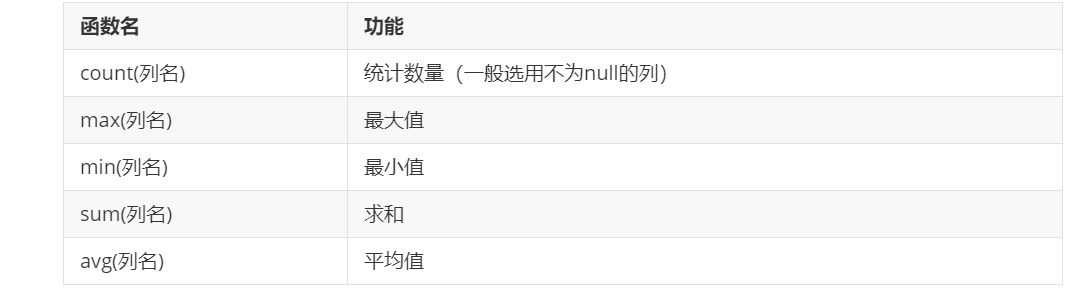 函数名 功能
count(列名) 统计数量（一般选用不为null的列）
max(列名) 最大值
min(列名) 最小值
sum(列名) 求和
avg(列名) 平均值